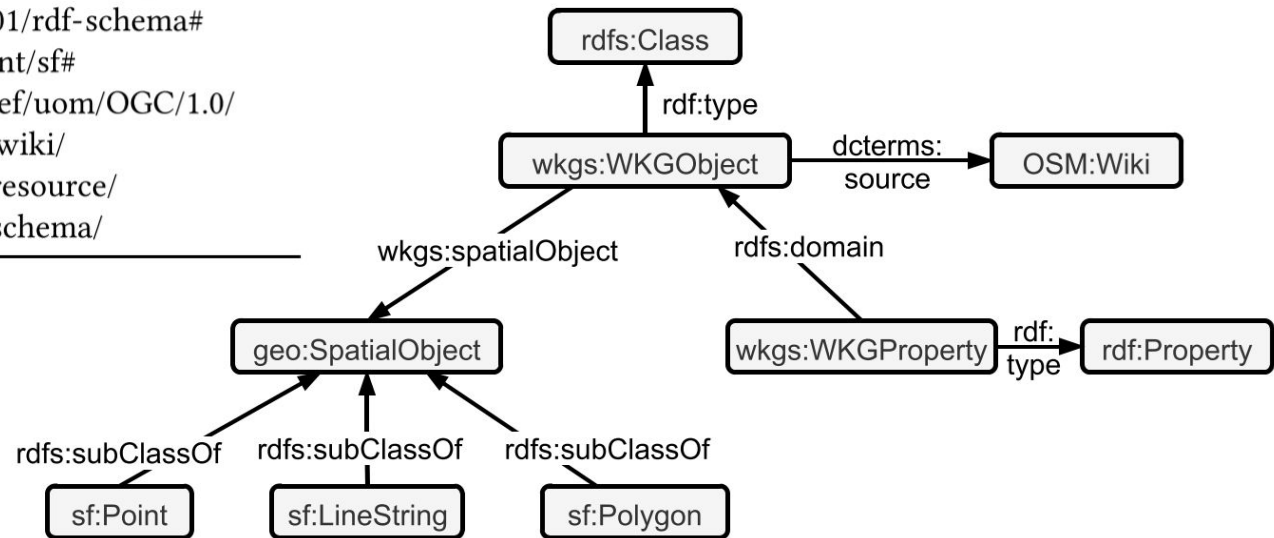 01/rdf-schema#
nt/sf#
ef/uom/OGC/1.0/
wiki/
resource/
schema/
rdfs:Class
rdf:type
wkgs:WKGObject
dcterms:
source
OSM:Wiki
wkgs:spatialObject
rdfs:domain
geo:SpatialObject
wkgs:WKGProperty
rdf:
type
rdf:Property
rdfs:subClassOf
rdfs:subClassOf
rdfs:subClassOf
sf:Point
sf:LineString
sf:Polygon